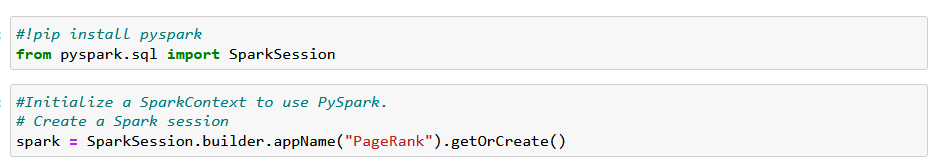 #!pip install pyspark
from pyspark.sql import SparkSession
#Initialize a SparkContext to use PySpark.
# Create a Spark session
spark = SparkSession.builder.appName("PageRank").getOrCreate()